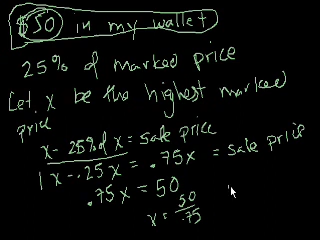 $50 in my wallet
25% of marked price
Let x be the highest marked
price
x - 25% of x = sale price
1x - .25x = .75x = sale price
.75x = 50
x = 50/.75